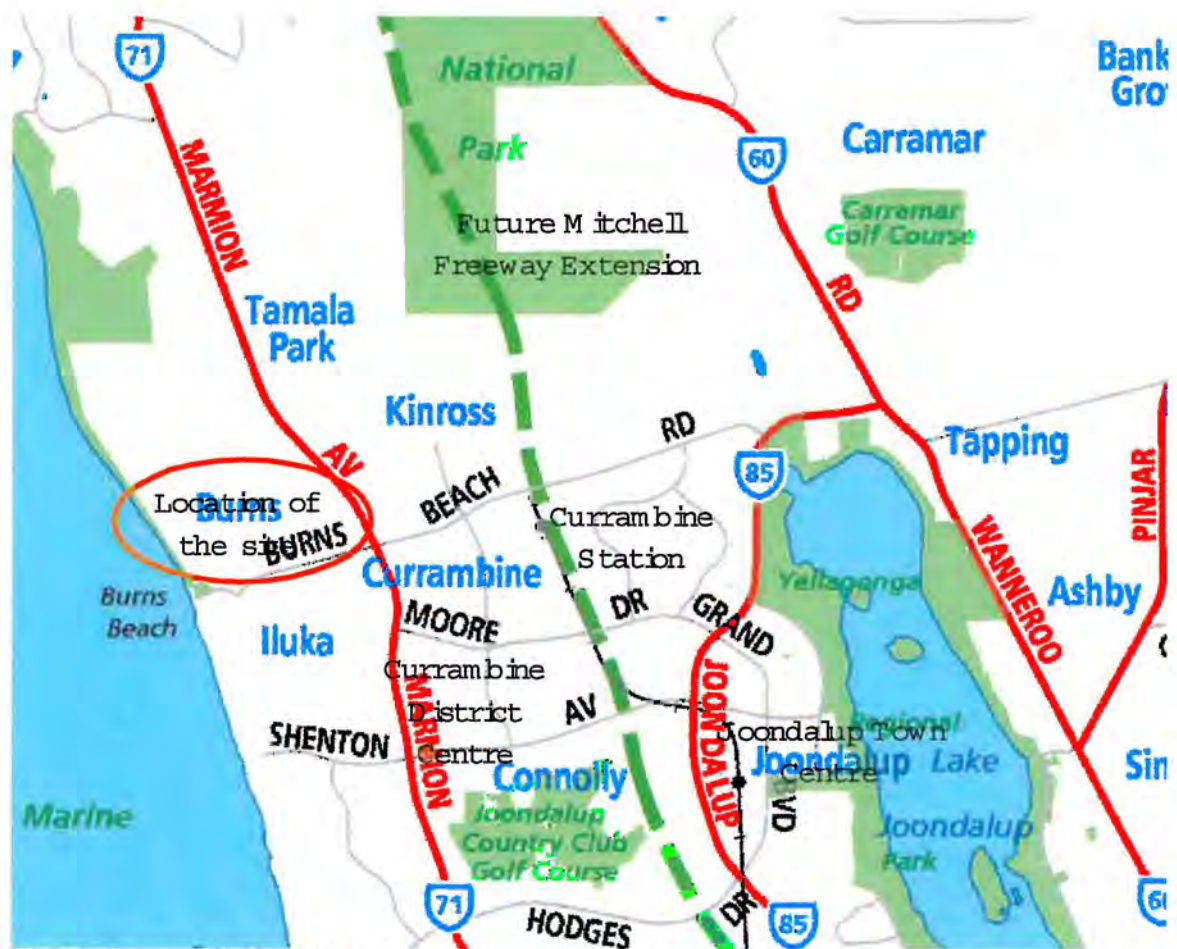 71
National
Park
Bank
Gro
60
Carramar
MARMION
Carramar
Golf Course
Future Mitchell
Freeway Extension
Tamala
Park
RD
Kinross
AV
BEACH
RD
85
Tapping
PINJAR
Location of
Burns
the site
BURNS
Currambine
Station
WANNEROO
Currambine
Yellagonga
Ashby
Burns
Beach
Iluka
MOORE
DR
GRAND
Currambine
District
Centre
MARMION
AV
JOONDALUP
Regional
SHENTON
Joondalup Town
Centre
Connolly
Joondalup
Lake
Sin
Marine
Joondalup
Country Club
Golf Course
BLVD
Joondalup
Park
71
HODGES
DR
85
60